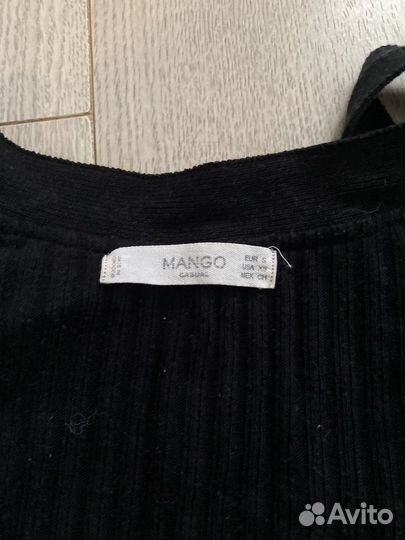 MANGO
CASUAL
EUR S
USA XS
MEX CH
Avito